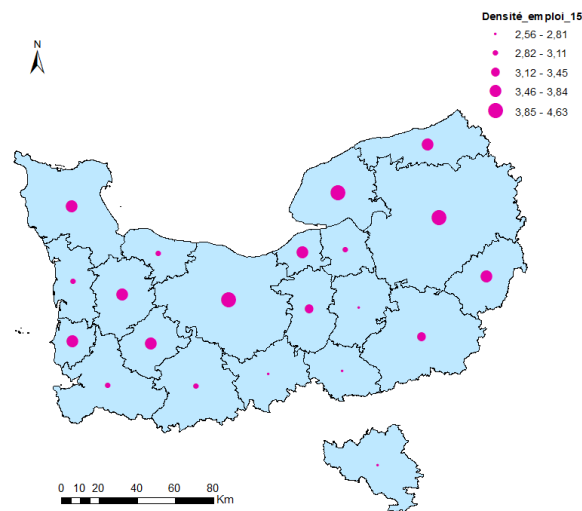 Densité_emploi_15
2,56 - 2,81
2,82 - 3,11
3,12 - 3,45
3,46 - 3,84
3,85 - 4,63
N
0 10 20 40 60 80
Km